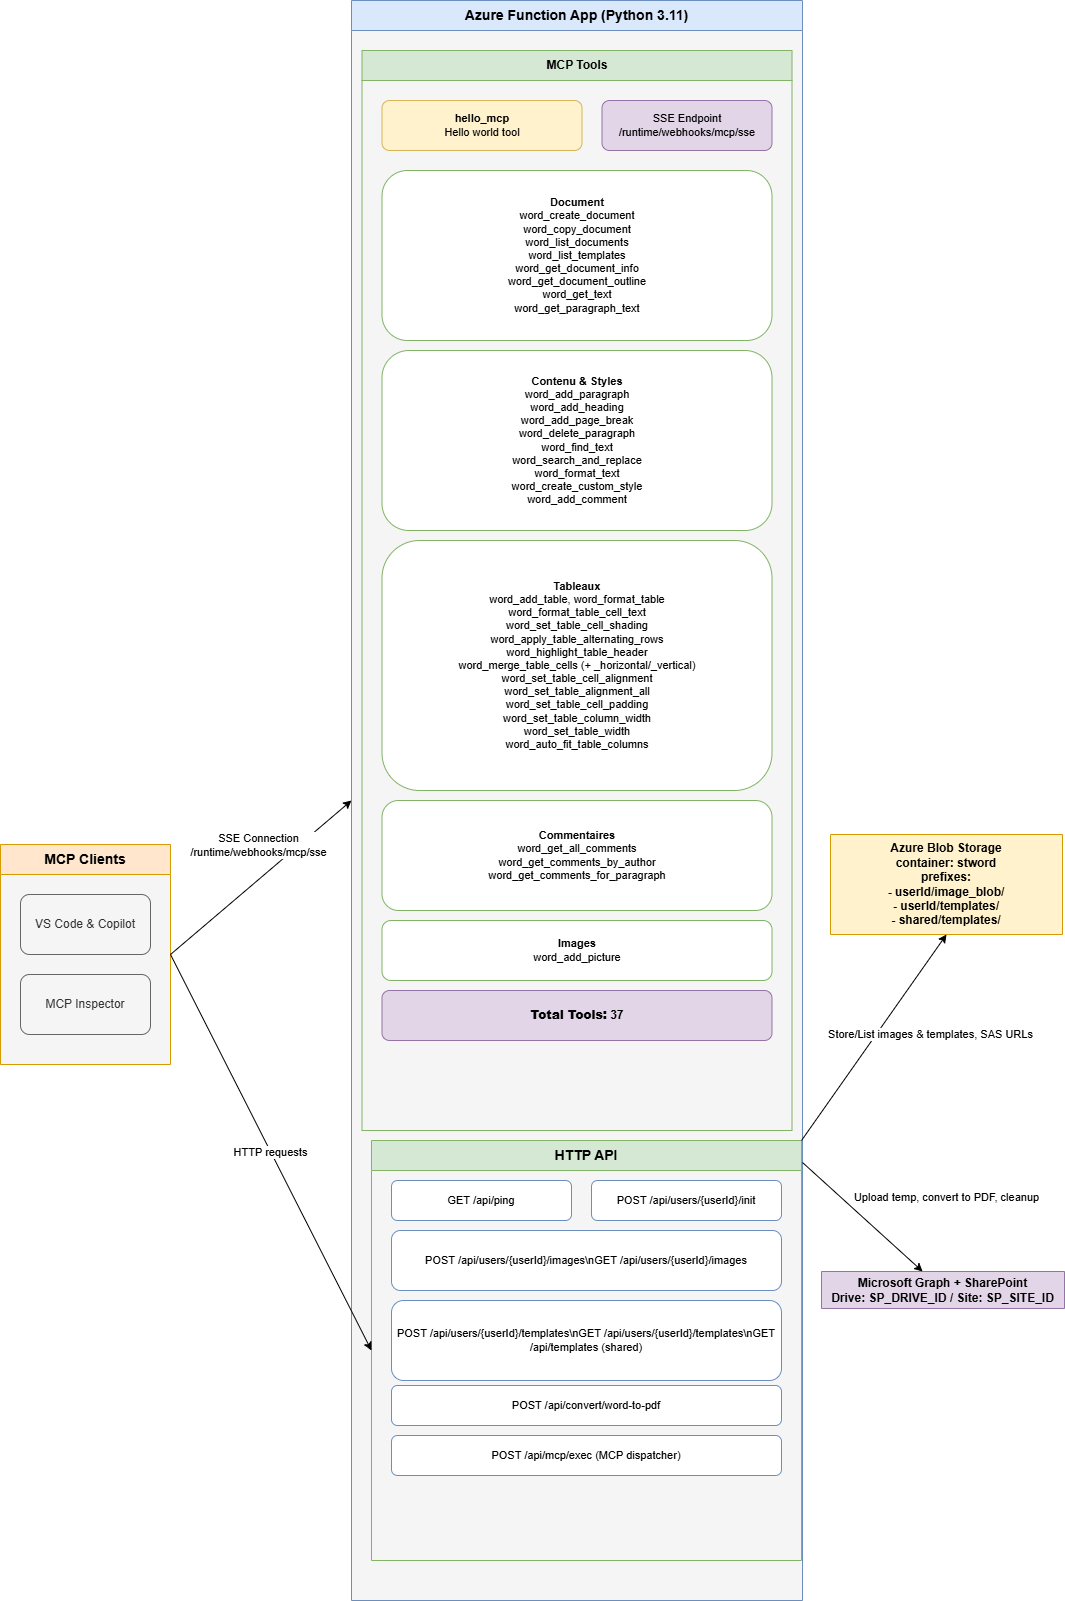 Azure Function App (Python 3.11)
MCP Tools
hello_mcp
Hello world tool
SSE Endpoint
/runtime/webhooks/mcp/sse
Document
word_create_document
word_copy_document
word_list_documents
word_list_templates
word_get_document_info
word_get_document_outline
word_get_text
word_get_paragraph_text
Contenu & Styles
word_add_paragraph
word_add_heading
word_add_page_break
word_delete_paragraph
word_find_text
word_search_and_replace
word_format_text
word_create_custom_style
word_add_comment
Tableaux
word_add_table, word_format_table
word_format_table_cell_text
word_set_table_cell_shading
word_apply_table_alternating_rows
word_highlight_table_header
word_merge_table_cells (+ _horizontal/_vertical)
word_set_table_cell_alignment
word_set_table_alignment_all
word_set_table_cell_padding
word_set_table_column_width
word_set_table_width
word_auto_fit_table_columns
Commentaires
word_get_all_comments
word_get_comments_by_author
word_get_comments_for_paragraph
Images
word_add_picture
Total Tools: 37
SSE Connection
/runtime/webhooks/mcp/sse
MCP Clients
VS Code & Copilot
MCP Inspector
HTTP requests
Azure Blob Storage
container: stword
prefixes:
- userId/image_blob/
- userId/templates/
- shared/templates/
Store/List images & templates, SAS URLs
HTTP API
GET /api/ping
POST /api/users/{userId}/init
POST /api/users/{userId}/images\nGET /api/users/{userId}/images
POST /api/users/{userId}/templates\nGET /api/users/{userId}/templates\nGET
/api/templates (shared)
POST /api/convert/word-to-pdf
POST /api/mcp/exec (MCP dispatcher)
Upload temp, convert to PDF, cleanup
Microsoft Graph + SharePoint
Drive: SP_DRIVE_ID / Site: SP_SITE_ID